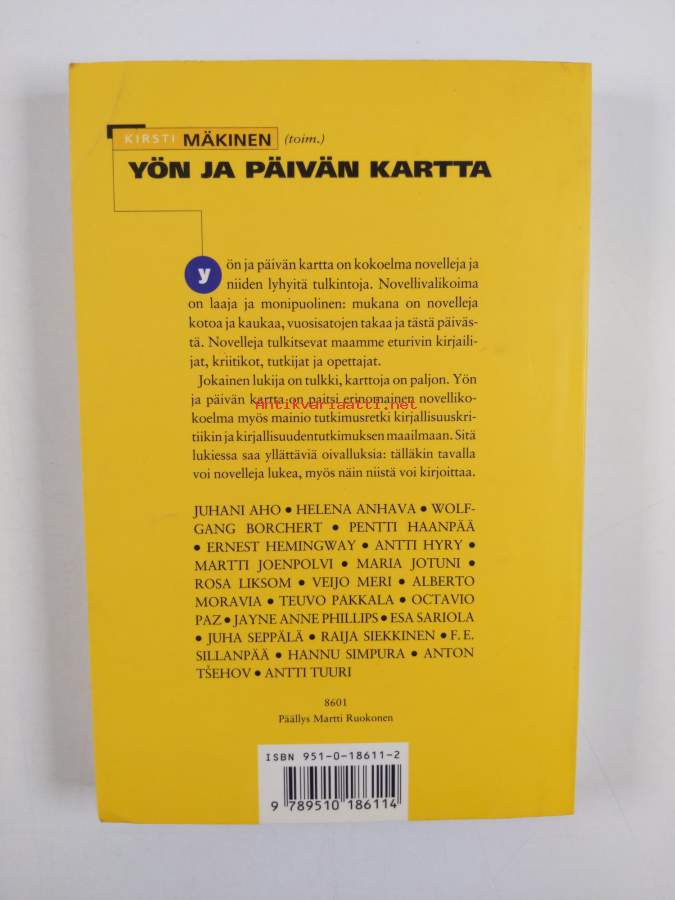 KIRSTI MÄKINEN (toim.)
YÖN JA PÄIVÄN KARTTA
yön ja päivän kartta on kokoelma novelleja ja
niiden lyhyitä tulkintoja. Novellivalikoima
on laaja ja monipuolinen: mukana on novelleja
kotoa ja kaukaa, vuosisatojen takaa ja tästä päiväs-
tä. Novelleja tulkitsevat maamme eturivin kirjaili-
jat, kriitikot, tutkijat ja opettajat.
Jokainen lukija on tulkki, karttoja on paljon. Yön
ja päivän kartta on paitsi erinomainen novelliko-
Antikvariaatti.net
koelma myös mainio tutkimusretki kirjallisuuskri-
tiikin ja kirjallisuudentutkimuksen maailmaan. Sitä
lukiessa saa yllättäviä oivalluksia: tälläkin tavalla
voi novelleja lukea, myös näin niistä voi kirjoittaa.
JUHANI AHO • HELENA ANHAVA • WOLF-
GANG BORCHERT • PENTTI HAANPÄÄ
• ERNEST HEMINGWAY • ANTTI HYRY •
MARTTI JOENPOLVI • MARIA JOTUNI •
ROSA LIKSOM • VEIJO MERI • ALBERTO
MORAVIA • TEUVO PAKKALA • OCTAVIO
PAZ • JAYNE ANNE PHILLIPS • ESA SARIOLA
• JUHA SEPPÄLÄ • RAIJA SIEKKINEN • F. E.
SILLANPÄÄ • HANNU SIMPURA • ANTON
TŠEHOV • ANTTI TUURI
8601
Päällys Martti Ruokonen
ISBN 951-0-18611-2
9 789510 186114